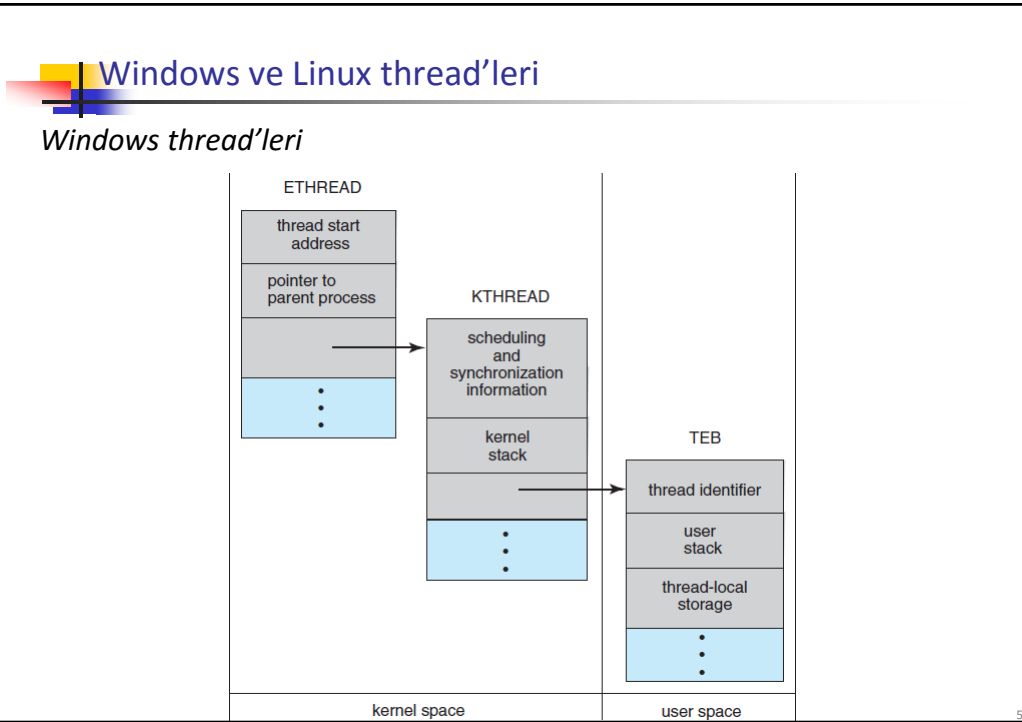 Windows ve Linux thread’leri
Windows thread’leri
ETHREAD
thread start
address
pointer to
parent process
KTHREAD
scheduling
and
synchronization
information
kernel
stack
TEB
thread identifier
user
stack
thread-local
storage
kernel space
user space
5